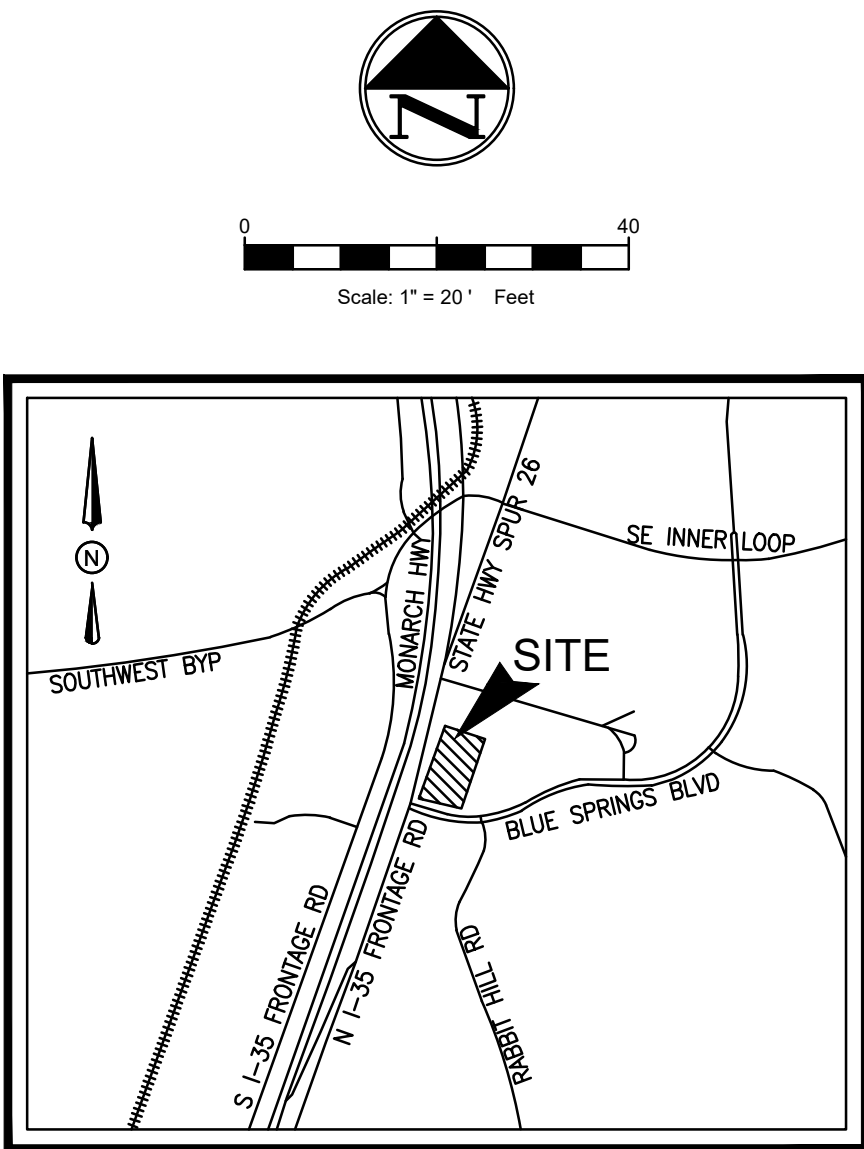 N
0 40
Scale: 1" = 20 ' Feet
N
STATE HWY SPUR 26
SE INNER LOOP
MONARCH HWY
SOUTHWEST BYP
SITE
BLUE SPRINGS BLVD
S I-35 FRONTAGE RD
N I-35 FRONTAGE RD
RABBIT HILL RD